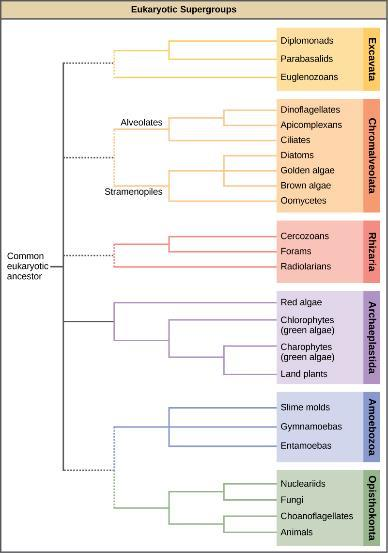 Eukaryotic Supergroups
Diplomonads
Parabasalids
Euglenozoans
Excavata
Alveolates
Dinoflagellates
Apicomplexans
Ciliates
Stramenopiles
Diatoms
Golden algae
Brown algae
Oomycetes
Chromalveolata
Common
eukaryotic
ancestor
Cercozoans
Forams
Radiolarians
Rhizaria
Red algae
Chlorophytes
(green algae)
Charophytes
(green algae)
Land plants
Archaeplastida
Slime molds
Gymnamoebas
Entamoebas
Amoebozoa
Nucleariids
Fungi
Choanoflagellates
Animals
Opisthokonta